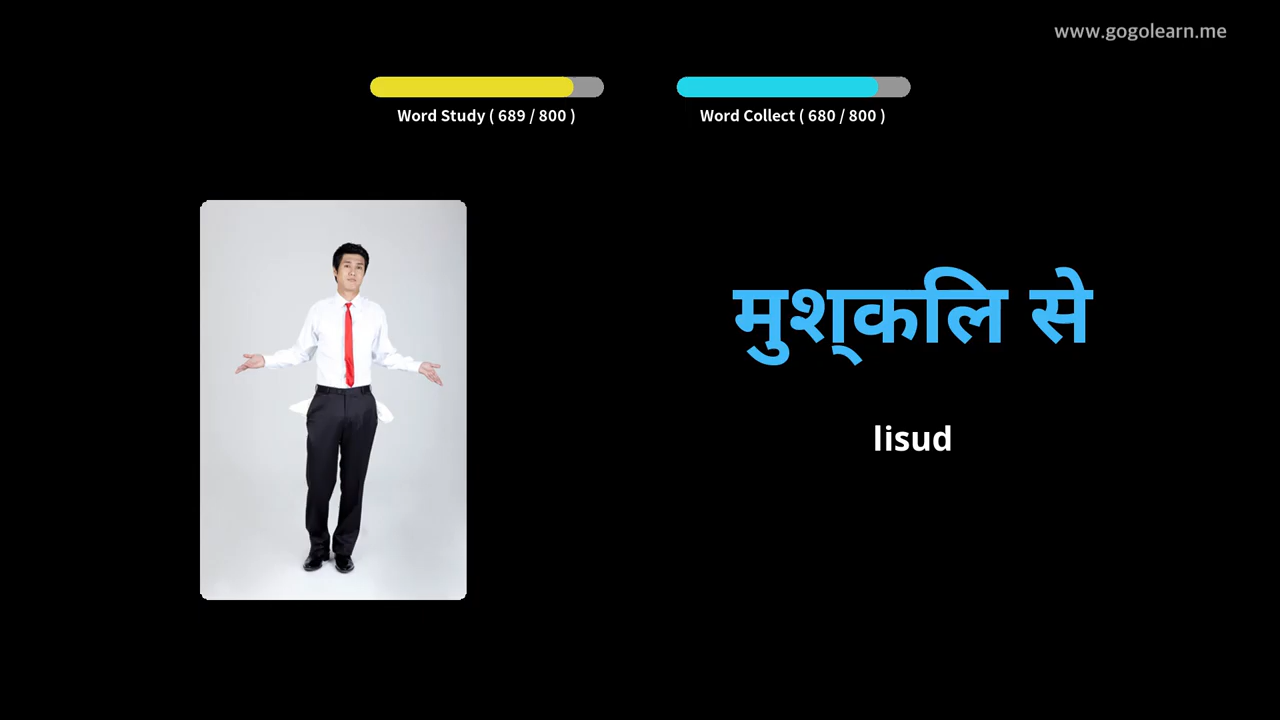 www.gogolearn.me
Word Study ( 689 / 800 )
Word Collect ( 680 / 800 )
मुश्‌कलि से
lisud